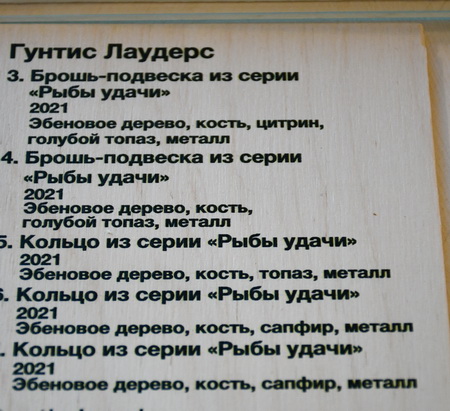 Гунтис Лаудерс
3. Брошь-подвеска из серии
«Рыбы удачи»
2021
Эбеновое дерево, кость, цитрин,
голубой топаз, металл
4. Брошь-подвеска из серии
«Рыбы удачи»
2021
Эбеновое дерево, кость,
голубой топаз, металл
5. Кольцо из серии «Рыбы удачи»
2021
Эбеновое дерево, кость, топаз, металл
6. Кольцо из серии «Рыбы удачи»
2021
Эбеновое дерево, кость, сапфир, металл
. Кольцо из серии «Рыбы удачи»
2021
Эбеновое дерево, кость, сапфир, металл